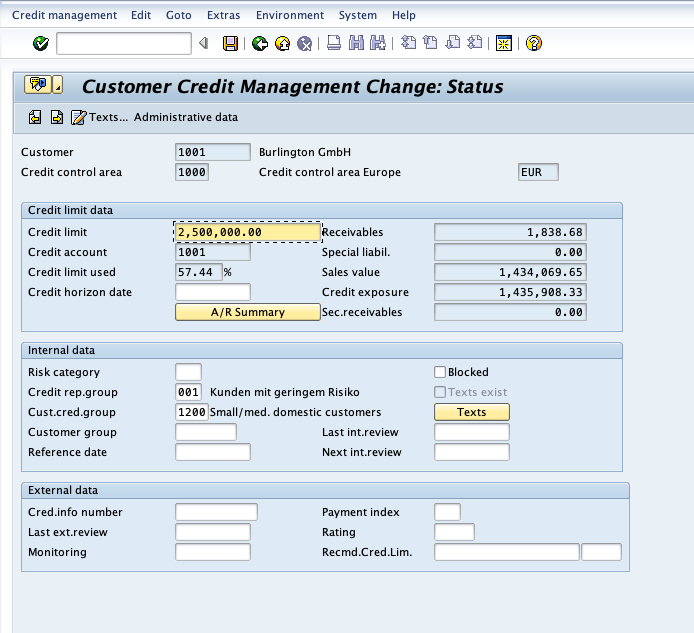 Credit management Edit Goto Extras Environment System Help
Customer Credit Management Change: Status
Texts... Administrative data
Customer 1001 Burlington GmbH
Credit control area 1000 Credit control area Europe EUR
Credit limit data
Credit limit 2,500,000.00 Receivables 1,838.68
Credit account 1001 Special liabil. 0.00
Credit limit used 57.44 % Sales value 1,434,069.65
Credit horizon date Credit exposure 1,435,908.33
A/R Summary Sec.receivables 0.00
Internal data
Risk category Blocked
Credit rep.group 001 Kunden mit geringem Risiko Texts exist
Cust.cred.group 1200 Small/med. domestic customers Texts
Customer group Last int.review
Reference date Next int.review
External data
Cred.info number Payment index
Last ext.review Rating
Monitoring Recmd.Cred.Lim.